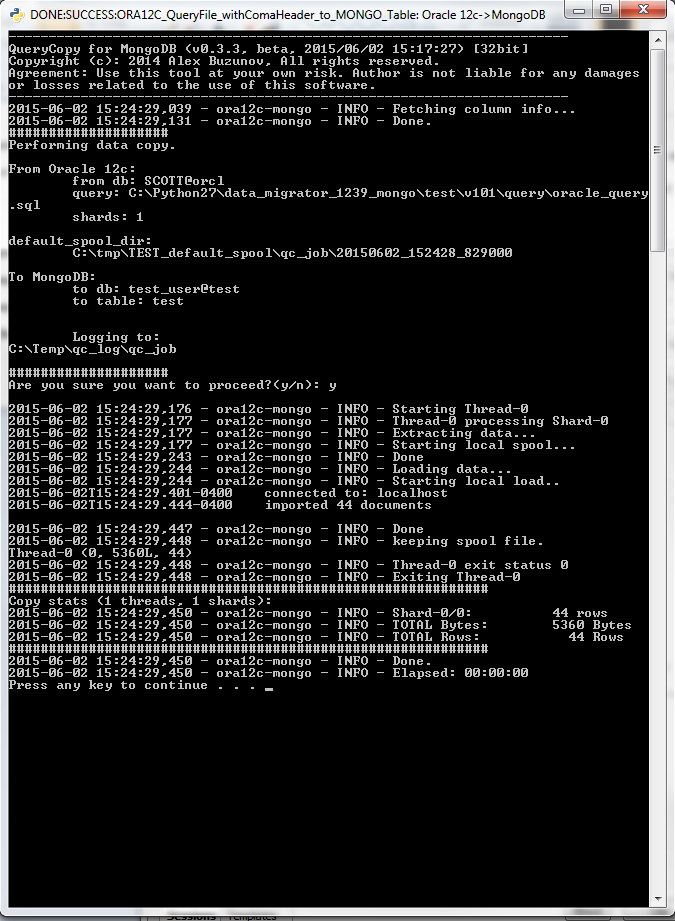 DONE:SUCCESS:ORA12C_QueryFile_withComaHeader_to_MONGO_Table: Oracle 12c->MongoDB
----------------------------------------------------------------------
QueryCopy for MongoDB (v0.3.3, beta, 2015/06/02 15:17:27) [32bit]
Copyright (c): 2014 Alex Buzunov, All rights reserved.
Agreement: Use this tool at your own risk. Author is not liable for any damages
or losses related to the use of this software.
----------------------------------------------------------------------
2015-06-02 15:24:29,039 - ora12c-mongo - INFO - Fetching column info...
2015-06-02 15:24:29,131 - ora12c-mongo - INFO - Done.
####################
Performing data copy.
From Oracle 12c:
from db: SCOTT@orcl
query: C:\Python27\data_migrator_1239_mongo\test\v101\query\oracle_query
.sql
shards: 1
default_spool_dir:
C:\tmp\TEST_default_spool\qc_job\20150602_152428_829000
To MongoDB:
to db: test_user@test
to table: test
Logging to:
C:\Temp\qc_log\qc_job
####################
Are you sure you want to proceed?(y/n): y
2015-06-02 15:24:29,176 - ora12c-mongo - INFO - Starting Thread-0
2015-06-02 15:24:29,177 - ora12c-mongo - INFO - Thread-0 processing Shard-0
2015-06-02 15:24:29,177 - ora12c-mongo - INFO - Extracting data...
2015-06-02 15:24:29,177 - ora12c-mongo - INFO - Starting local spool...
2015-06-02 15:24:29,243 - ora12c-mongo - INFO - Done
2015-06-02 15:24:29,244 - ora12c-mongo - INFO - Loading data...
2015-06-02 15:24:29,244 - ora12c-mongo - INFO - Starting local load..
2015-06-02T15:24:29.401-0400    connected to: localhost
2015-06-02T15:24:29.444-0400    imported 44 documents
2015-06-02 15:24:29,447 - ora12c-mongo - INFO - Done
2015-06-02 15:24:29,448 - ora12c-mongo - INFO - keeping spool file.
Thread-0 (0, 5360L, 44)
2015-06-02 15:24:29,448 - ora12c-mongo - INFO - Thread-0 exit status 0
2015-06-02 15:24:29,448 - ora12c-mongo - INFO - Exiting Thread-0
############################################################
Copy stats (1 threads, 1 shards):
2015-06-02 15:24:29,450 - ora12c-mongo - INFO - Shard-0/0:          44 rows
2015-06-02 15:24:29,450 - ora12c-mongo - INFO - TOTAL Bytes:        5360 Bytes
2015-06-02 15:24:29,450 - ora12c-mongo - INFO - TOTAL Rows:           44 Rows
############################################################
2015-06-02 15:24:29,450 - ora12c-mongo - INFO - Done.
2015-06-02 15:24:29,450 - ora12c-mongo - INFO - Elapsed: 00:00:00
Press any key to continue . . . _
Sessions Templates